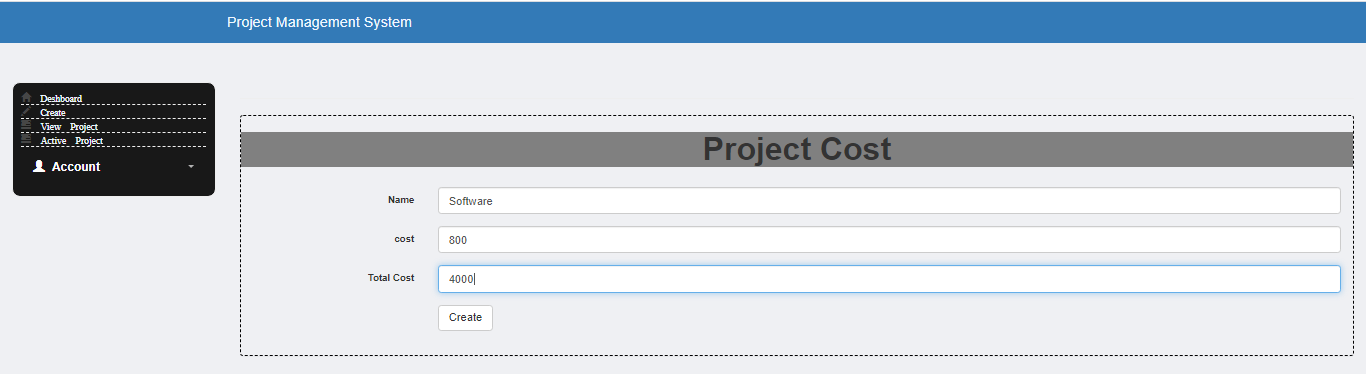 Project Management System
Deshboard
Create
View Project
Active Project
Account
Project Cost
Name Software
cost 800
Total Cost 4000
Create